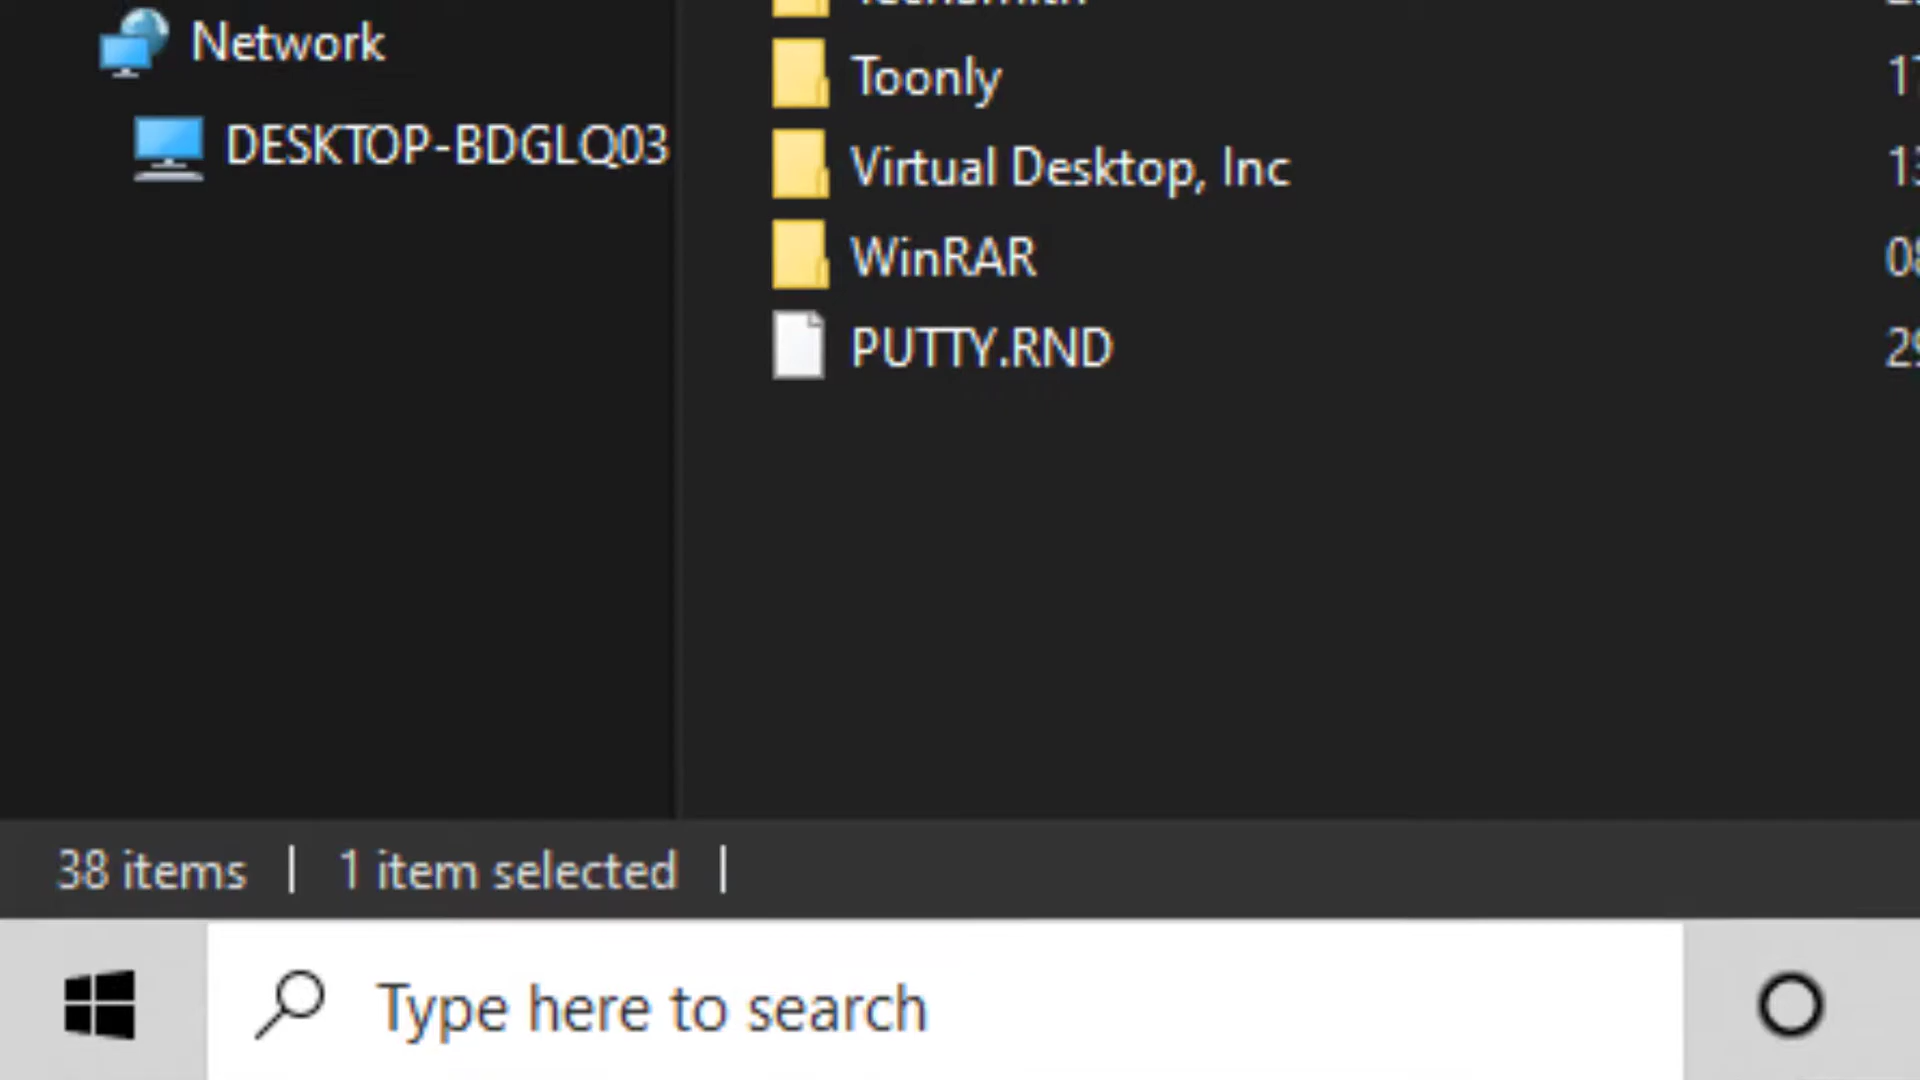 Network
DESKTOP-BDGLQ03
Toonly
Virtual Desktop, Inc
WinRAR
PUTTY.RND
38 items | 1 item selected |
Type here to search